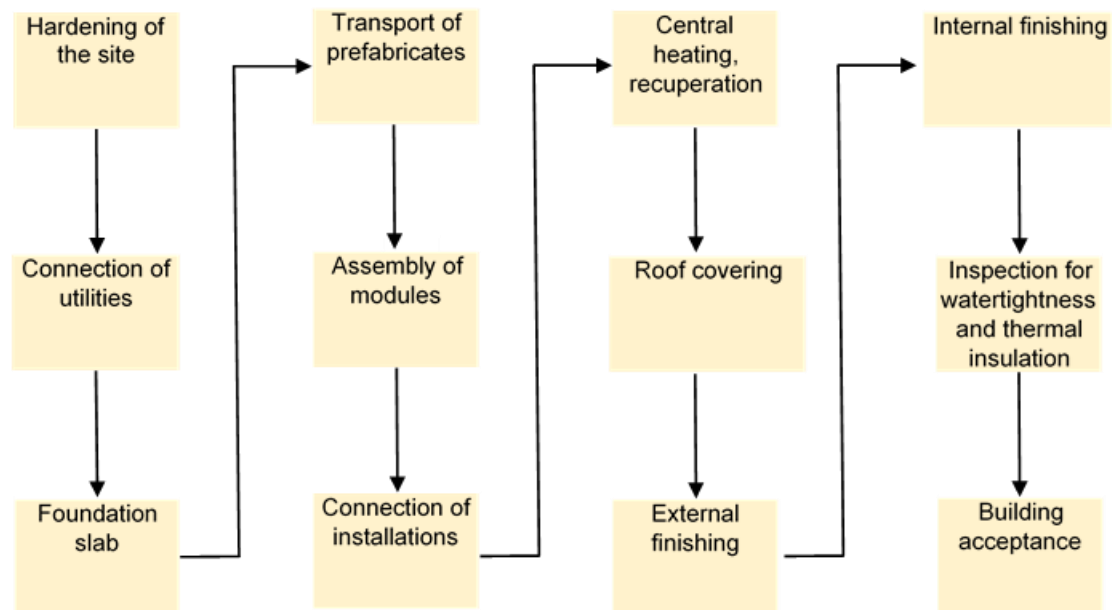 Hardening of
the site
Connection of
utilities
Foundation
slab
Transport of
prefabricates
Assembly of
modules
Connection of
installations
Central
heating,
recuperation
Roof covering
External
finishing
Internal finishing
Inspection for
watertightness
and thermal
insulation
Building
acceptance